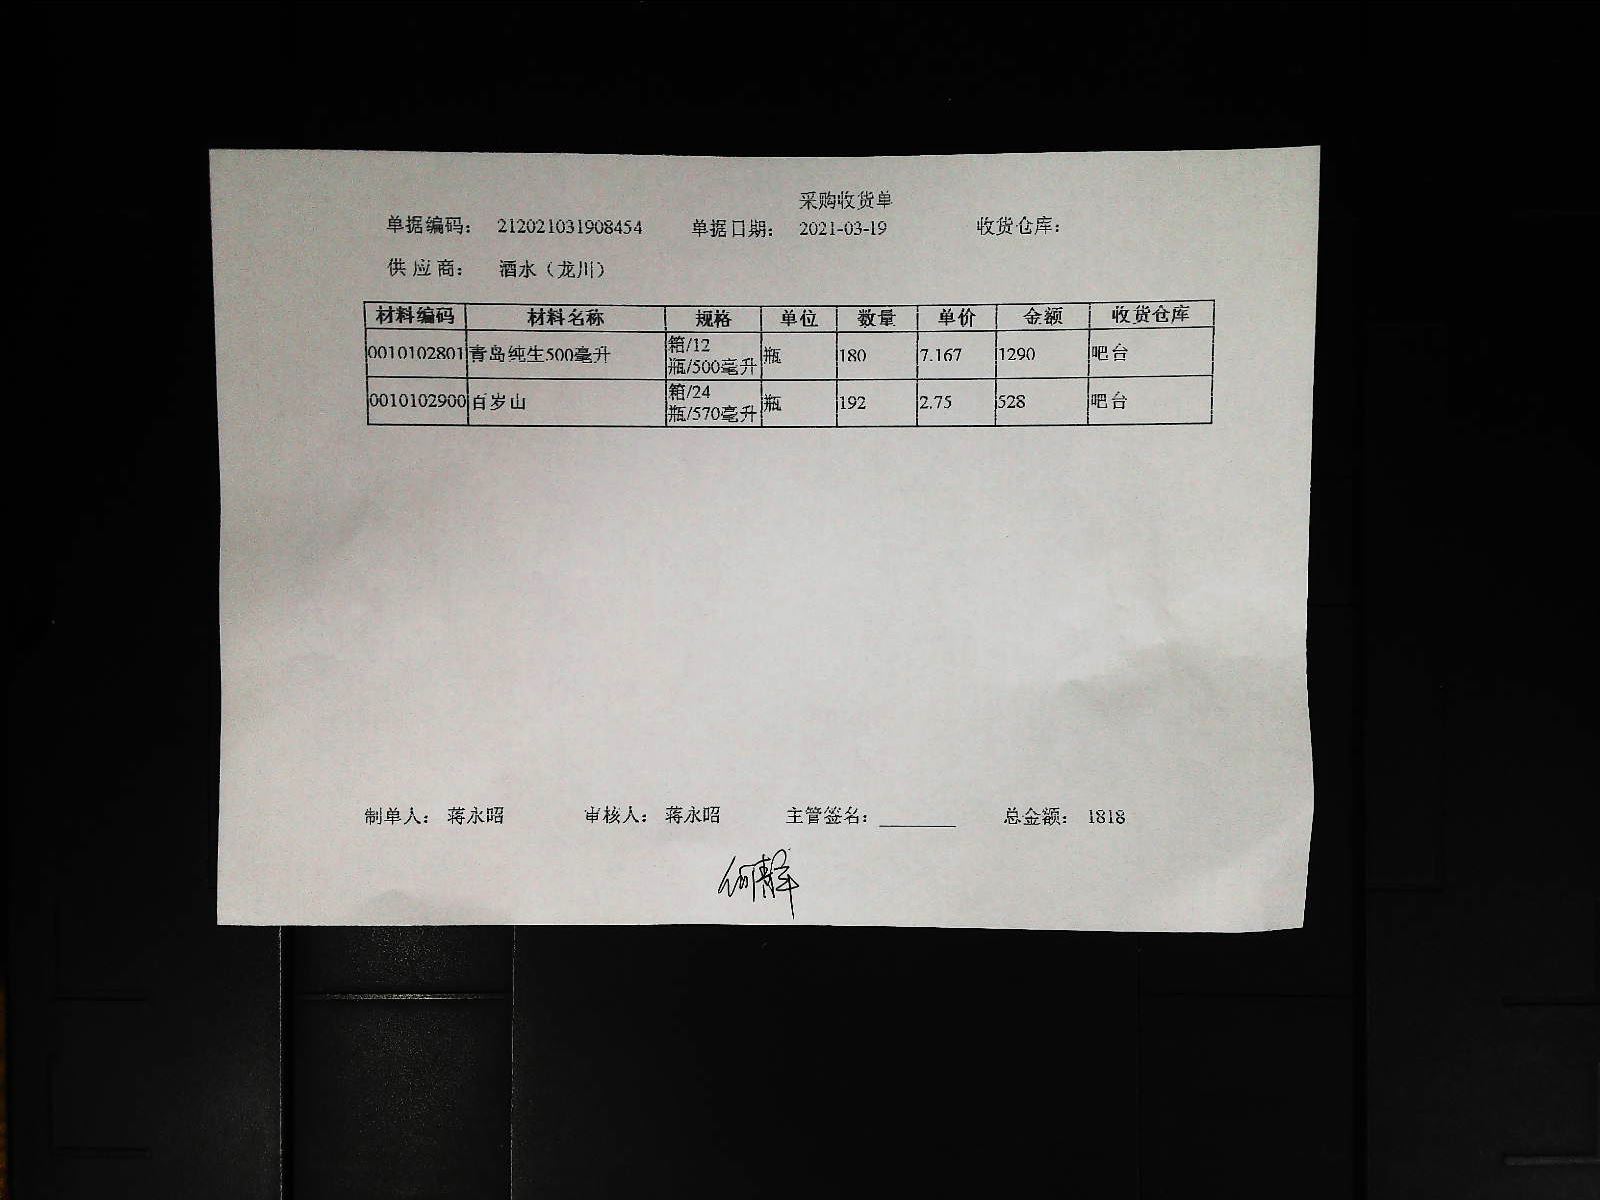 采购收货单
单据编码： 212021031908454 单据日期： 2021-03-19 收货仓库：
供 应 商： 酒水（龙川）
材料编码 材料名称 规格 单位 数量 单价 金额 收货仓库
0010102801 青岛纯生500毫升 箱/12瓶/500毫升 瓶 180 7.167 1290 吧台
0010102900 百岁山 箱/24瓶/570毫升 瓶 192 2.75 528 吧台
制单人： 蒋永昭 审核人： 蒋永昭 主管签名： 总金额： 1818